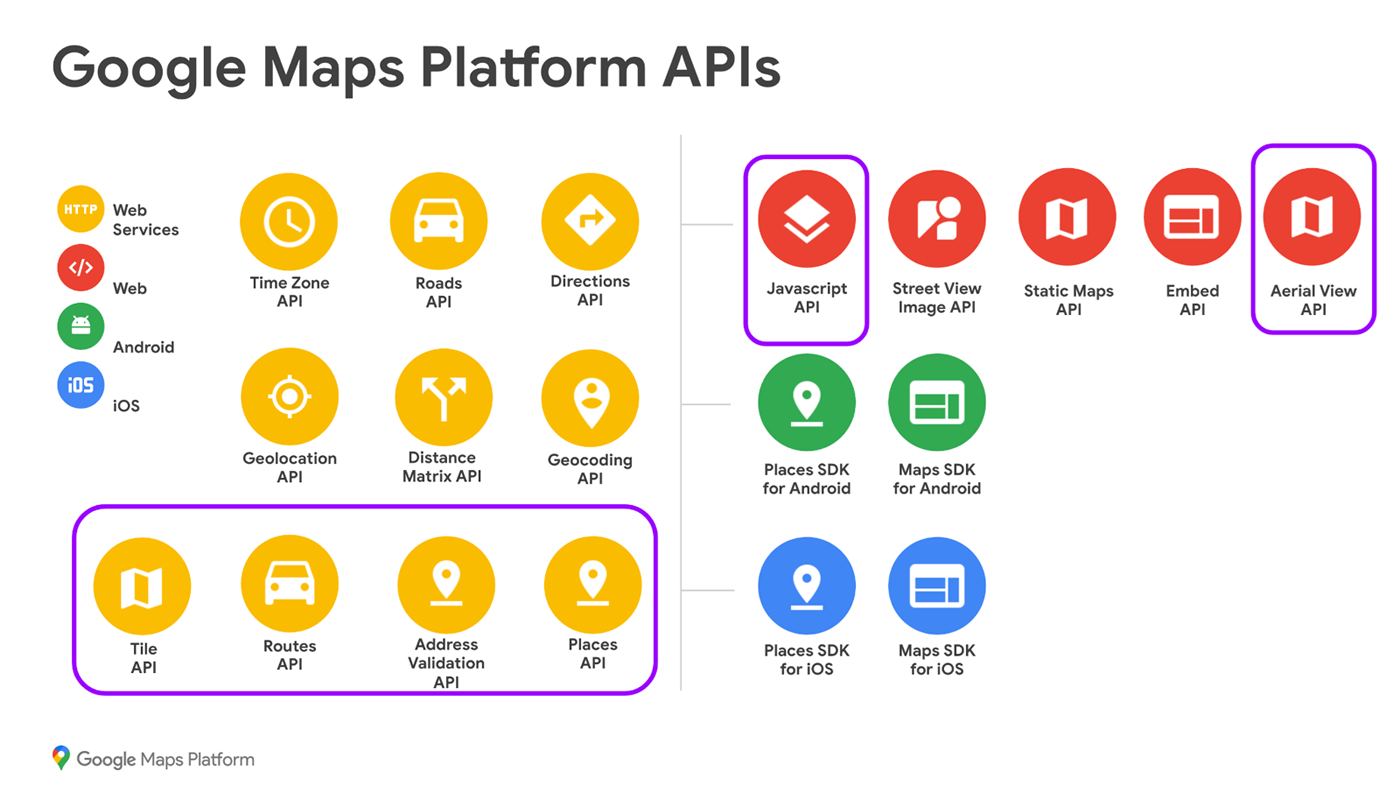 Google Maps Platform APIs
HTTP
Web
Services
</>
Web
Android
iOS
iOS
Time Zone
API
Roads
API
Directions
API
Geolocation
API
Distance
Matrix API
Geocoding
API
Tile
API
Routes
API
Address
Validation
API
Places
API
Javascript
API
Street View
Image API
Static Maps
API
Embed
API
Aerial View
API
Places SDK
for Android
Maps SDK
for Android
Places SDK
for iOS
Maps SDK
for iOS
Google Maps Platform